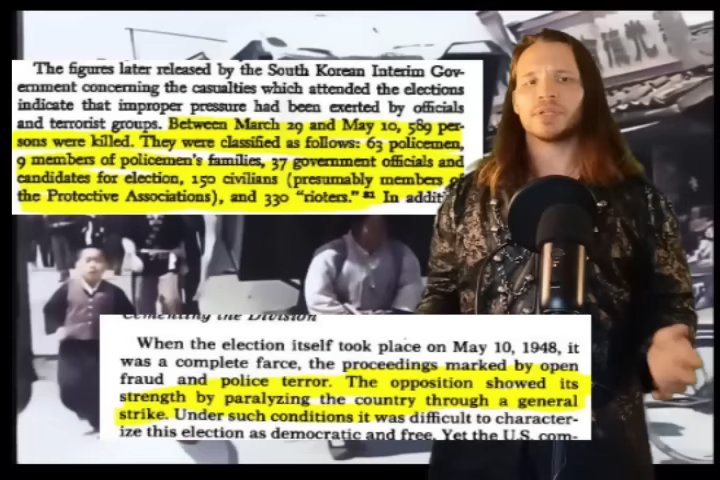 The figures later released by the South Korean Interim Gov-
ernment concerning the casualties which attended the elections
indicate that improper pressure had been exerted by officials
and terrorist groups. Between March 29 and May 10, 589 per-
sons were killed. They were classified as follows: 63 policemen,
9 members of policemen's families, 37 government officials and
candidates for election, 150 civilians (presumably members of
the Protective Associations), and 330 "rioters." In addit
Cementing the Division
When the election itself took place on May 10, 1948, it
was a complete farce, the proceedings marked by open
fraud and police terror. The opposition showed its
strength by paralyzing the country through a general
strike. Under such conditions it was difficult to character-
ize this election as democratic and free. Yet the U.S. com-